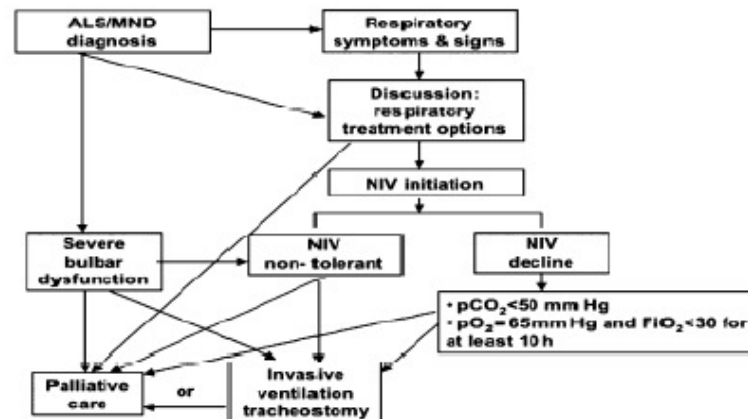 ALS/MND
diagnosis
Respiratory
symptoms & signs
Discussion:
respiratory
treatment options
NIV initiation
Severe
bulbar
dysfunction
NIV
non- tolerant
NIV
decline
• pCO₂<50 mm Hg
• pO₂=65mm Hg and FiO₂<30 for
at least 10 h
Palliative
care
or
Invasive
ventilation
tracheostomy